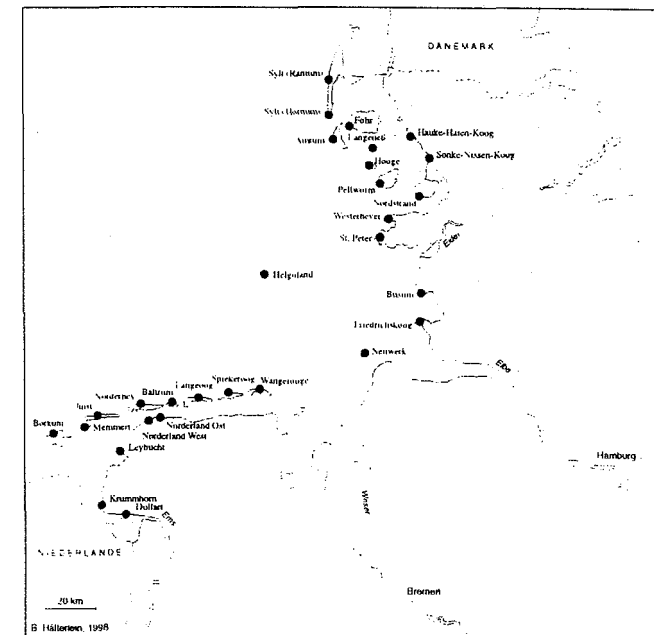 DÄNEMARK
Sylt (Rantum)
Sylt (Hörnum)
Föhr
Langeneß
Hauke-Haien-Koog
Amrum
Sönke-Nissen-Koog
Hooge
Pellworm
Nordstrand
Westerhever
St. Peter
Eider
Helgoland
Büsum
Friedrichskoog
Neuwerk
Elbe
Wangerooge
Spiekeroog
Langeoog
Baltrum
Norderney
Juist
Borkum
Memmert
Norderland Ost
Norderland West
Leybucht
Hamburg
Krummhörn
Dollart
Ems
Weser
NIEDERLANDE
Bremen
20 km
B. Hälterlein, 1998